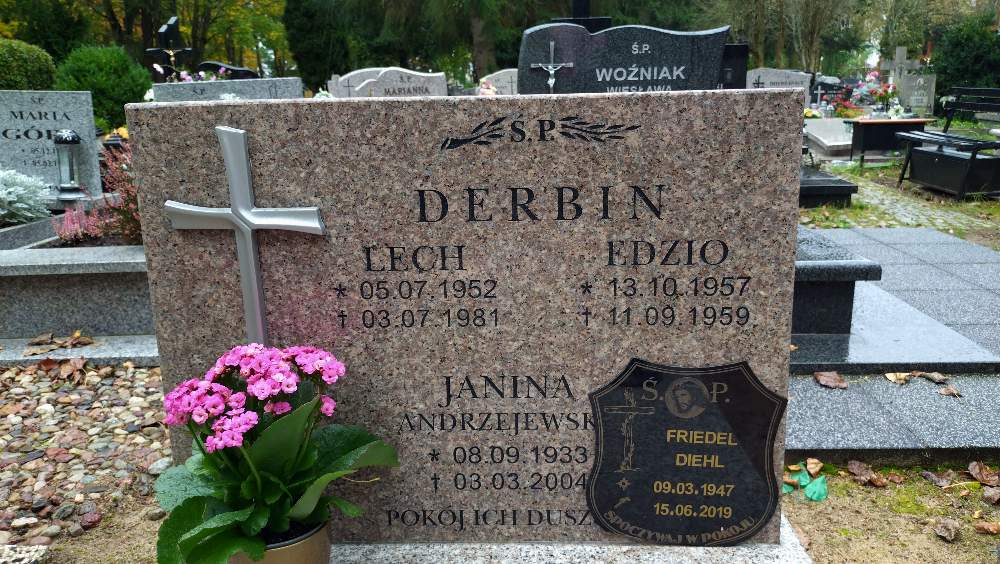 Ś.P.
DERBIN
LECH
* 05.07.1952
† 03.07.1981
EDZIO
* 13.10.1957
† 11.09.1959
JANINA
ANDRZEJEWSK
* 08.09 1933
† 03.03.2004
POKÓJ ICH DUSZ
Ś. P.
FRIEDEL
DIEHL
09.03.1947
15.06.2019
SPOCZYWAJ W POKOJU
Ś.P.
WOŹNIAK
WIESŁAWA
MARIANNA
Ś.P.
MARIA